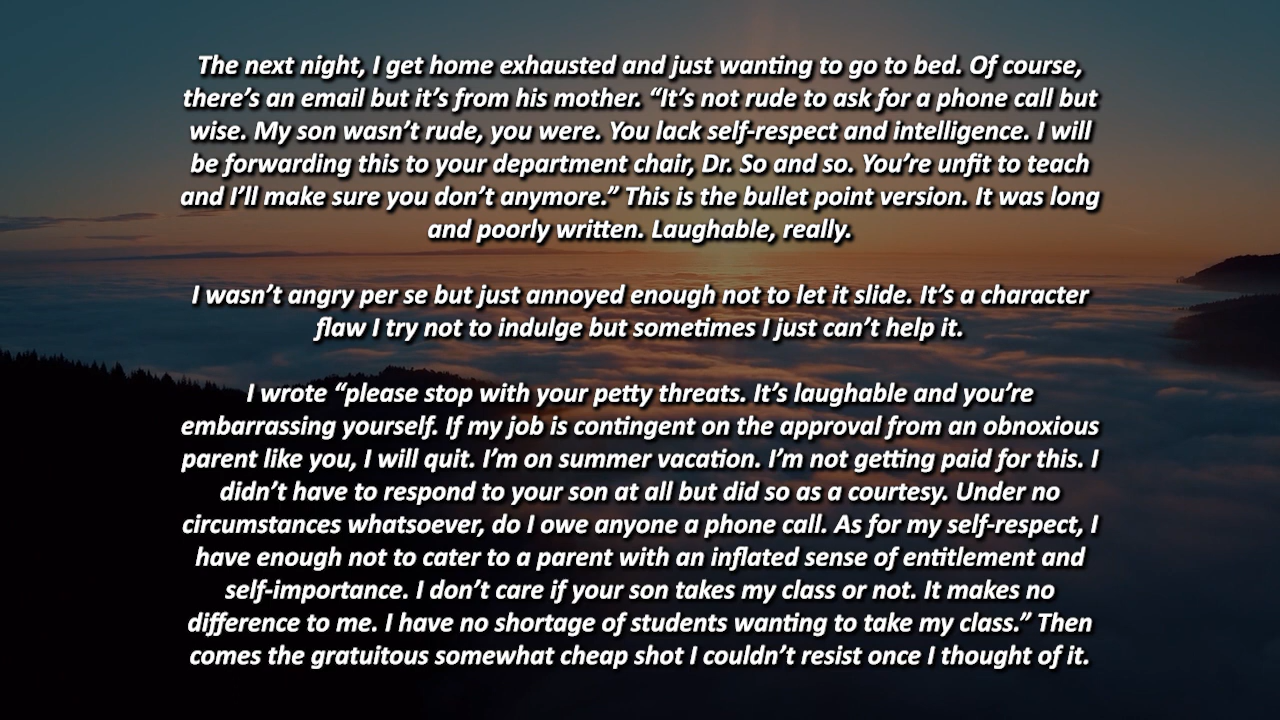 The next night, I get home exhausted and just wanting to go to bed. Of course,
there’s an email but it’s from his mother. “It’s not rude to ask for a phone call but
wise. My son wasn’t rude, you were. You lack self-respect and intelligence. I will
be forwarding this to your department chair, Dr. So and so. You’re unfit to teach
and I’ll make sure you don’t anymore.” This is the bullet point version. It was long
and poorly written. Laughable, really.
I wasn’t angry per se but just annoyed enough not to let it slide. It’s a character
flaw I try not to indulge but sometimes I just can’t help it.
I wrote “please stop with your petty threats. It’s laughable and you’re
embarrassing yourself. If my job is contingent on the approval from an obnoxious
parent like you, I will quit. I’m on summer vacation. I’m not getting paid for this. I
didn’t have to respond to your son at all but did so as a courtesy. Under no
circumstances whatsoever, do I owe anyone a phone call. As for my self-respect, I
have enough not to cater to a parent with an inflated sense of entitlement and
self-importance. I don’t care if your son takes my class or not. It makes no
difference to me. I have no shortage of students wanting to take my class.” Then
comes the gratuitous somewhat cheap shot I couldn’t resist once I thought of it.